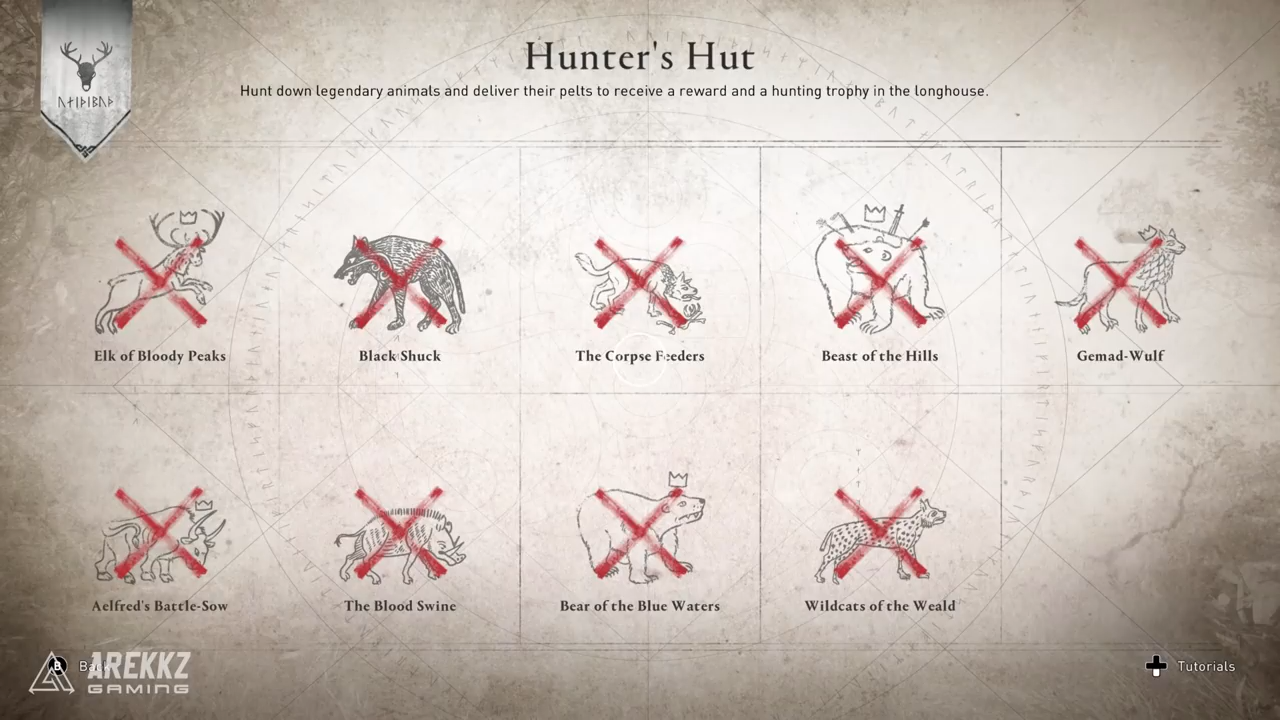 Hunter's Hut
Hunt down legendary animals and deliver their pelts to receive a reward and a hunting trophy in the longhouse.
Elk of Bloody Peaks
Black Shuck
The Corpse Feeders
Beast of the Hills
Gemad-Wulf
Aelfred's Battle-Sow
The Blood Swine
Bear of the Blue Waters
Wildcats of the Weald
B Back
AREKKZ
GAMING
Tutorials